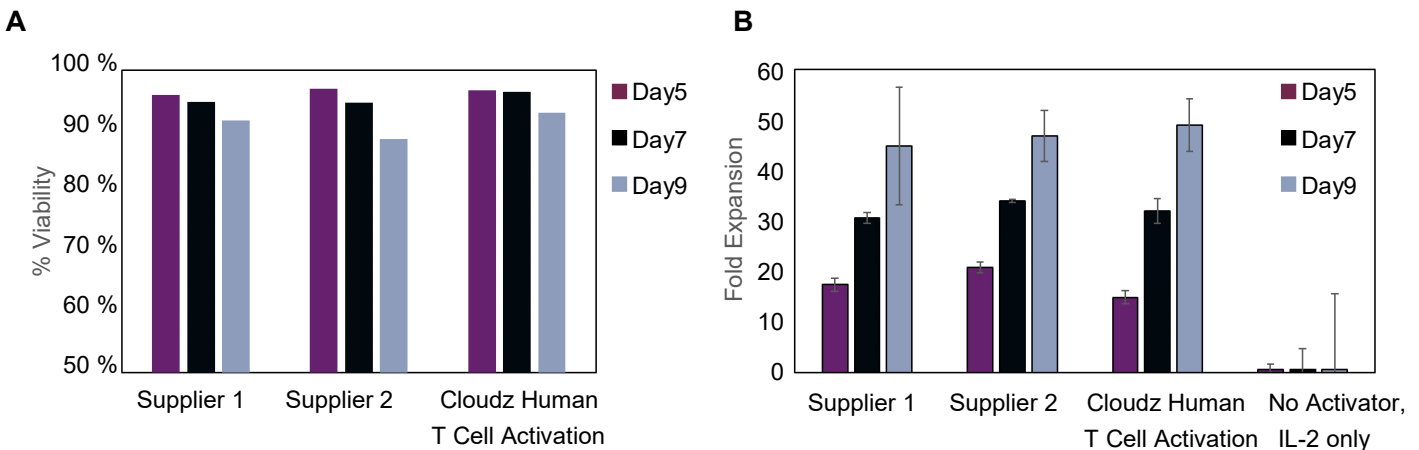 A
% Viability
100 %
90 %
80 %
70 %
60 %
50 %
Supplier 1
Supplier 2
Cloudz Human
T Cell Activation
Day5
Day7
Day9
B
Fold Expansion
60
50
40
30
20
10
0
Supplier 1
Supplier 2
Cloudz Human
T Cell Activation
No Activator,
IL-2 only
Day5
Day7
Day9